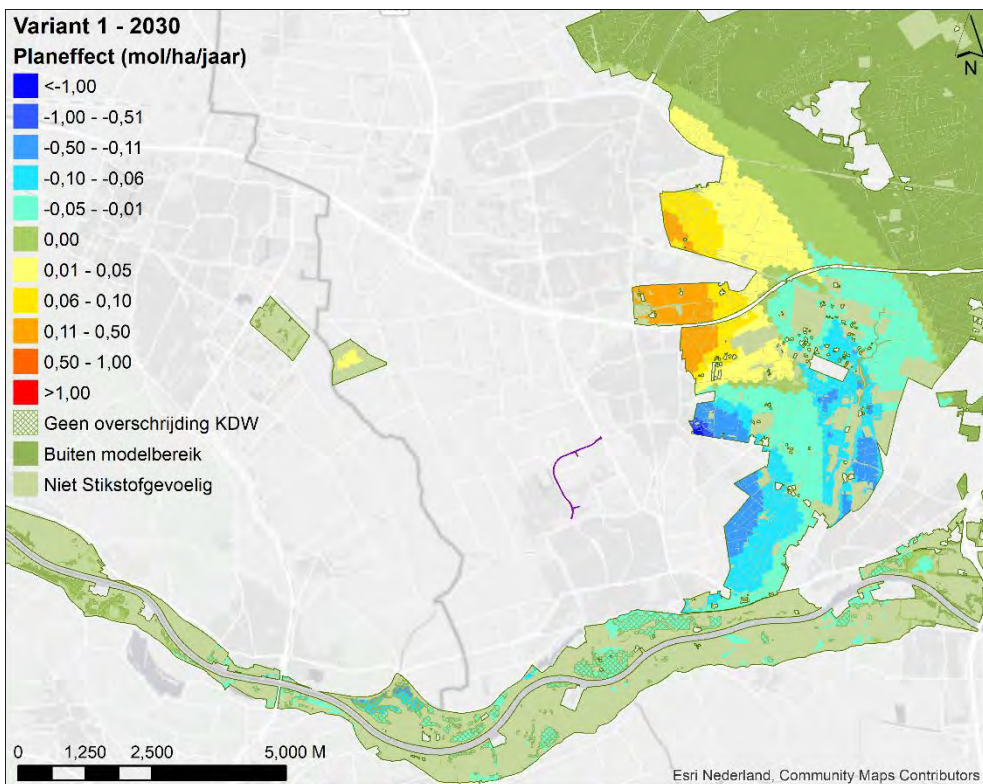 Variant 1 - 2030
Planeffect (mol/ha/jaar)
<-1,00
-1,00 - -0,51
-0,50 - -0,11
-0,10 - -0,06
-0,05 - -0,01
0,00
0,01 - 0,05
0,06 - 0,10
0,11 - 0,50
0,50 - 1,00
>1,00
Geen overschrijding KDW
Buiten modelbereik
Niet Stikstofgevoelig
N
0 1,250 2,500 5,000 M
Esri Nederland, Community Maps Contributors